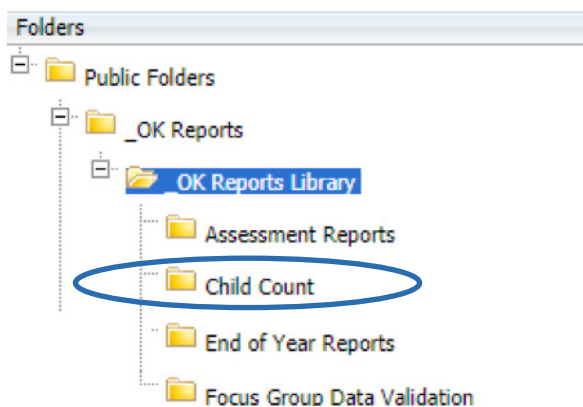 Folders
Public Folders
_OK Reports
_OK Reports Library
Assessment Reports
Child Count
End of Year Reports
Focus Group Data Validation